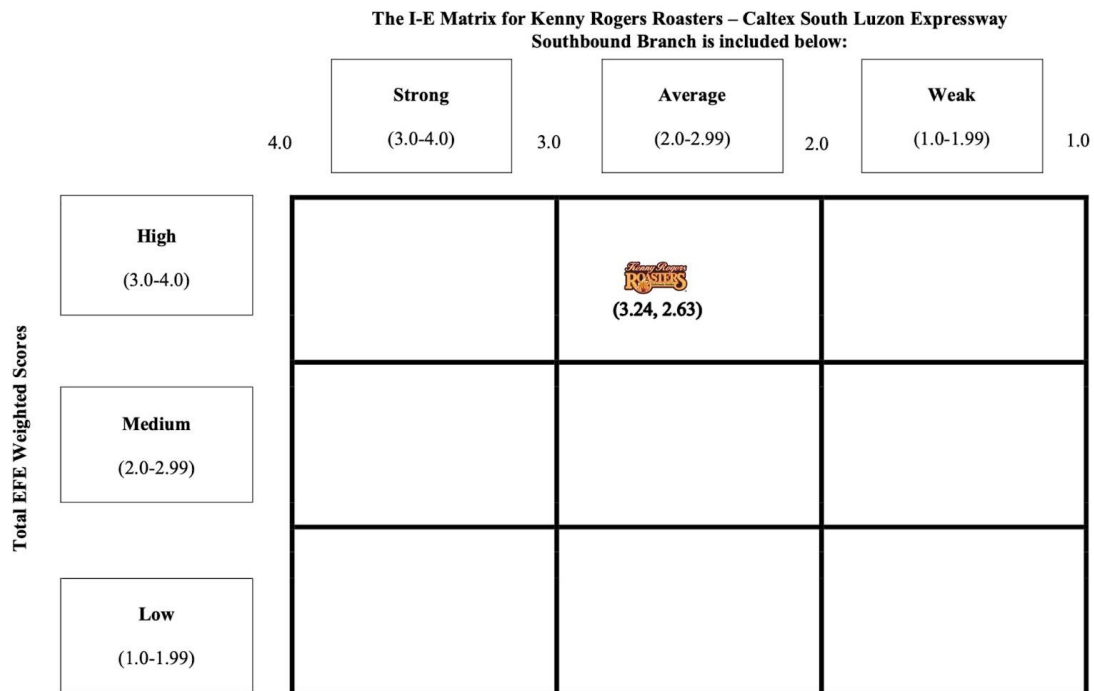 The I-E Matrix for Kenny Rogers Roasters – Caltex South Luzon Expressway
Southbound Branch is included below:
Strong
Average
Weak
4.0
(3.0-4.0)
3.0
(2.0-2.99)
2.0
(1.0-1.99)
1.0
High
(3.0-4.0)
Kenny Rogers
ROASTERS
(3.24, 2.63)
Total EFE Weighted Scores
Medium
(2.0-2.99)
Low
(1.0-1.99)